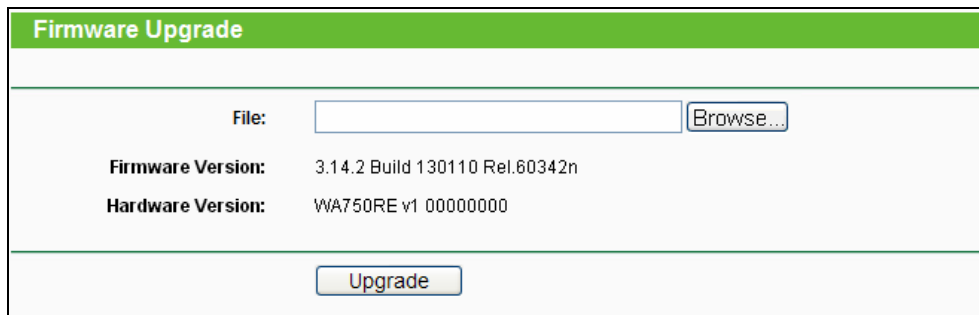 Firmware Upgrade
File: Browse...
Firmware Version: 3.14.2 Build 130110 Rel.60342n
Hardware Version: WA750RE v1 00000000
Upgrade